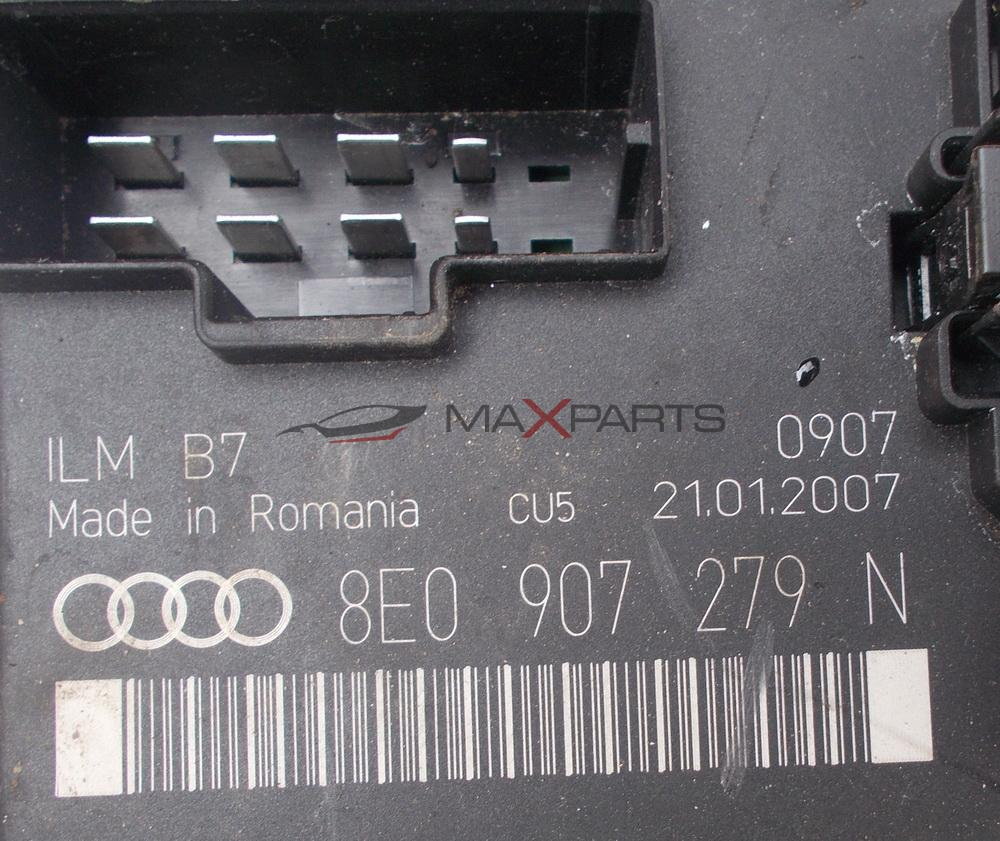 MAXPARTS
ILM B7 0907
Made in Romania CU5 21.01.2007
8E0 907 279 N